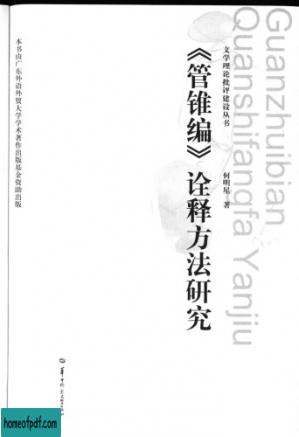 Guanzhuibian
Quanshifangfa Yanjiu
文学理论批评建设丛书
《管锥编》诠释方法研究
何明星 著
本书由广东外语外贸大学学术著作出版基金资助出版
homeofpdf.com